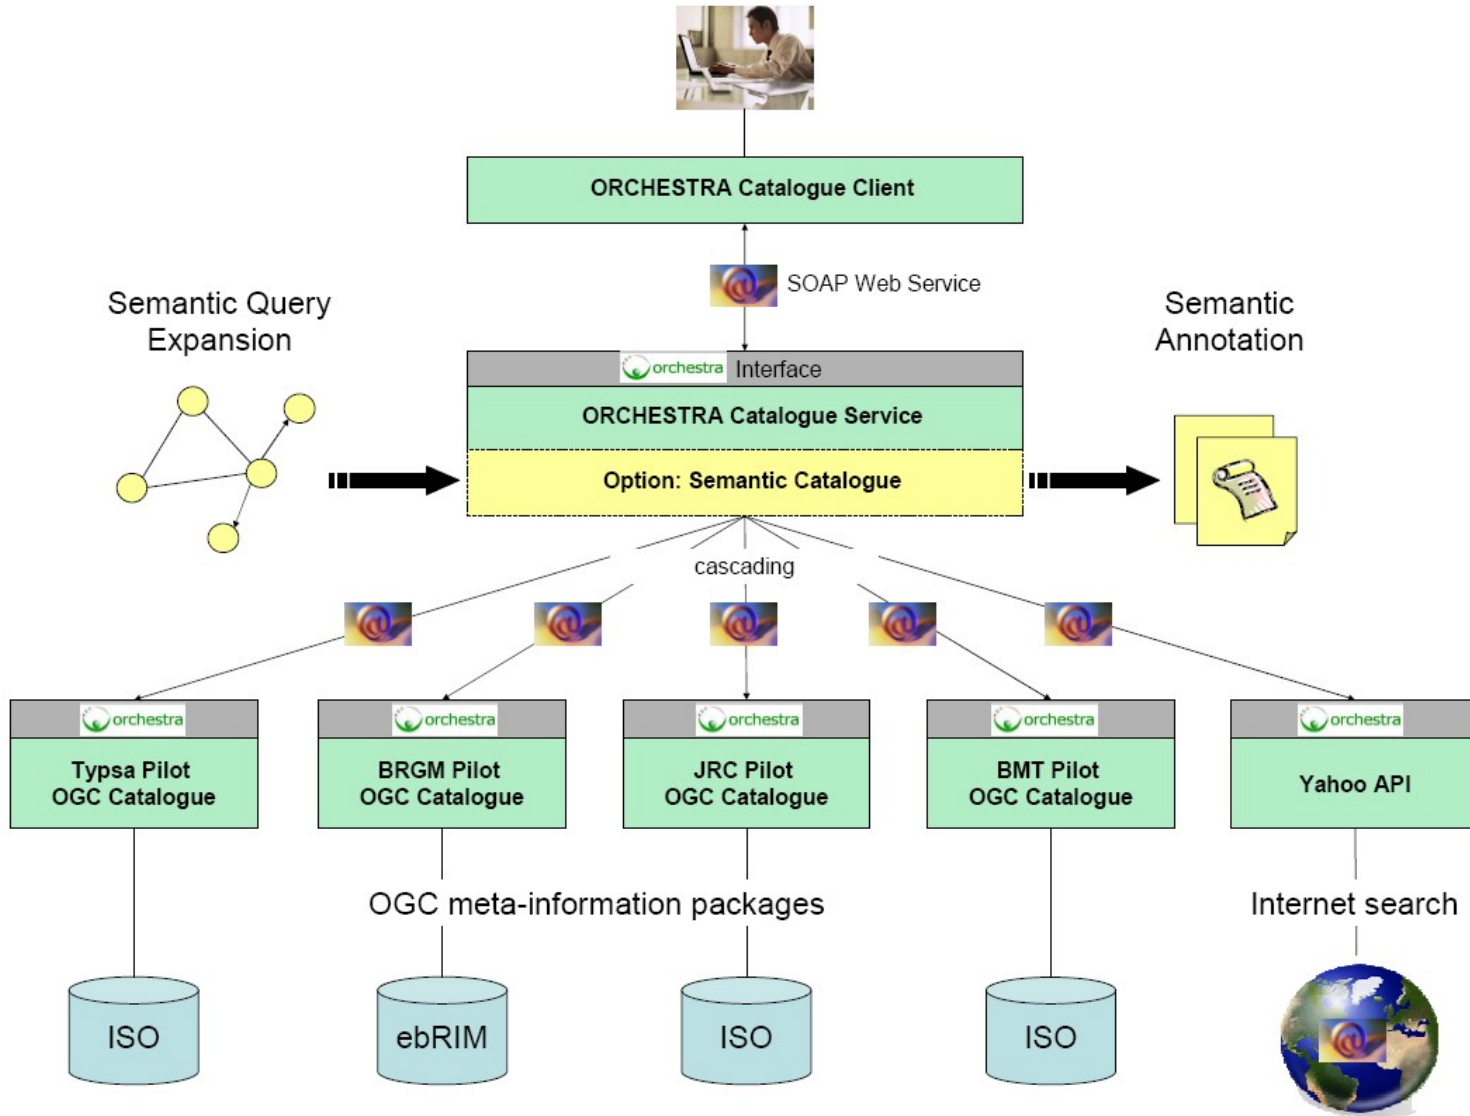 ORCHESTRA Catalogue Client
@ SOAP Web Service
Semantic Query
Expansion
Semantic
Annotation
orchestra Interface
ORCHESTRA Catalogue Service
Option: Semantic Catalogue
cascading
@ @ @ @ @
orchestra orchestra orchestra orchestra orchestra
Typsa Pilot
OGC Catalogue
BRGM Pilot
OGC Catalogue
JRC Pilot
OGC Catalogue
BMT Pilot
OGC Catalogue
Yahoo API
OGC meta-information packages
Internet search
ISO ebRIM ISO ISO @